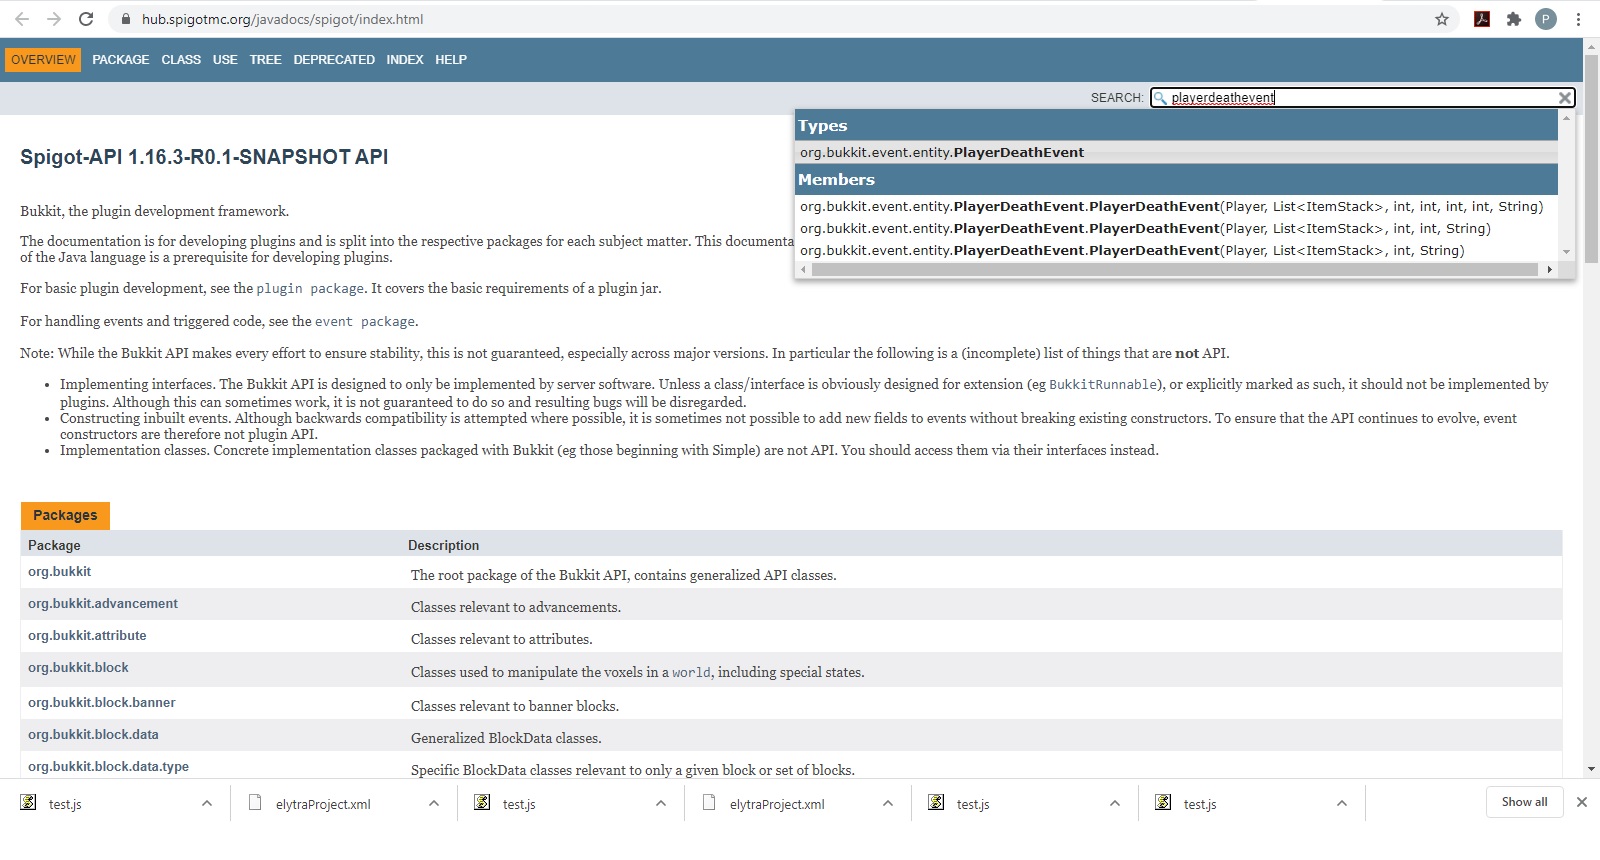 hub.spigotmc.org/javadocs/spigot/index.html
P
OVERVIEW PACKAGE CLASS USE TREE DEPRECATED INDEX HELP
SEARCH: playerdeathevent
Types
org.bukkit.event.entity.PlayerDeathEvent
Members
org.bukkit.event.entity.PlayerDeathEvent.PlayerDeathEvent(Player, List<ItemStack>, int, int, int, int, String)
org.bukkit.event.entity.PlayerDeathEvent.PlayerDeathEvent(Player, List<ItemStack>, int, int, String)
org.bukkit.event.entity.PlayerDeathEvent.PlayerDeathEvent(Player, List<ItemStack>, int, String)
Spigot-API 1.16.3-R0.1-SNAPSHOT API
Bukkit, the plugin development framework.
The documentation is for developing plugins and is split into the respective packages for each subject matter. This documenta
of the Java language is a prerequisite for developing plugins.
For basic plugin development, see the plugin package. It covers the basic requirements of a plugin jar.
For handling events and triggered code, see the event package.
Note: While the Bukkit API makes every effort to ensure stability, this is not guaranteed, especially across major versions. In particular the following is a (incomplete) list of things that are not API.
• Implementing interfaces. The Bukkit API is designed to only be implemented by server software. Unless a class/interface is obviously designed for extension (eg BukkitRunnable), or explicitly marked as such, it should not be implemented by
plugins. Although this can sometimes work, it is not guaranteed to do so and resulting bugs will be disregarded.
• Constructing inbuilt events. Although backwards compatibility is attempted where possible, it is sometimes not possible to add new fields to events without breaking existing constructors. To ensure that the API continues to evolve, event
constructors are therefore not plugin API.
• Implementation classes. Concrete implementation classes packaged with Bukkit (eg those beginning with Simple) are not API. You should access them via their interfaces instead.
Packages
Package Description
org.bukkit The root package of the Bukkit API, contains generalized API classes.
org.bukkit.advancement Classes relevant to advancements.
org.bukkit.attribute Classes relevant to attributes.
org.bukkit.block Classes used to manipulate the voxels in a world, including special states.
org.bukkit.block.banner Classes relevant to banner blocks.
org.bukkit.block.data Generalized BlockData classes.
org.bukkit.block.data.type Specific BlockData classes relevant to only a given block or set of blocks.
test.js elytraProject.xml test.js elytraProject.xml test.js test.js Show all